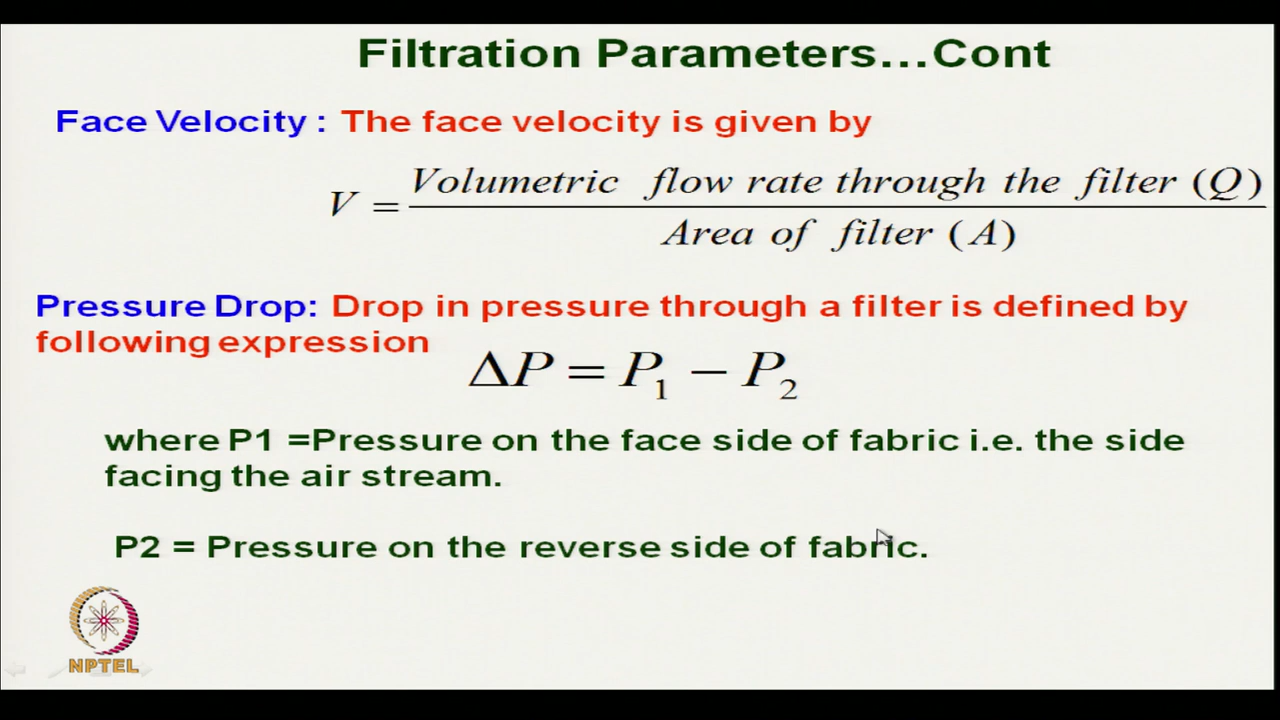 Filtration Parameters...Cont
Face Velocity : The face velocity is given by
V = Volumetric flow rate through the filter (Q)
Area of filter (A)
Pressure Drop: Drop in pressure through a filter is defined by
following expression
ΔP = P₁ − P₂
where P1 =Pressure on the face side of fabric i.e. the side
facing the air stream.
P2 = Pressure on the reverse side of fabric.
NPTEL